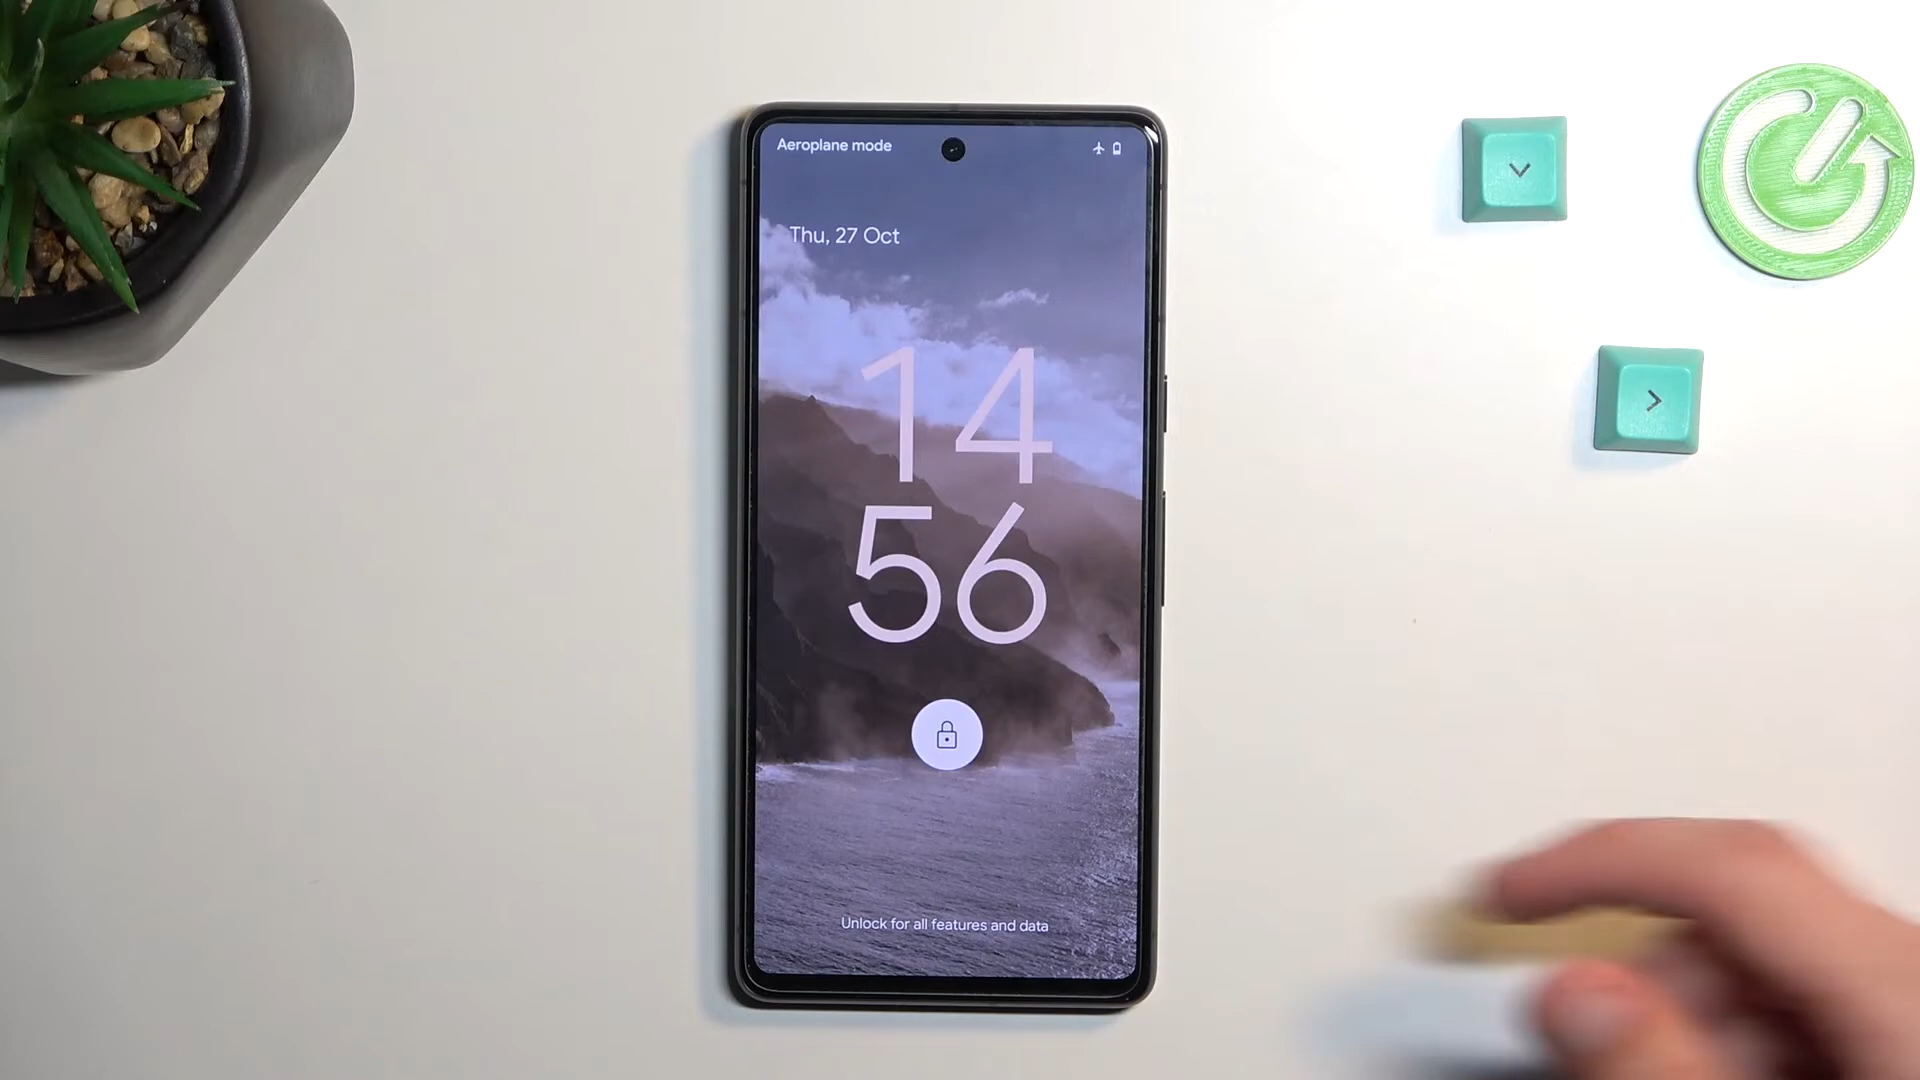 Aeroplane mode
Thu, 27 Oct
14
56
Unlock for all features and data